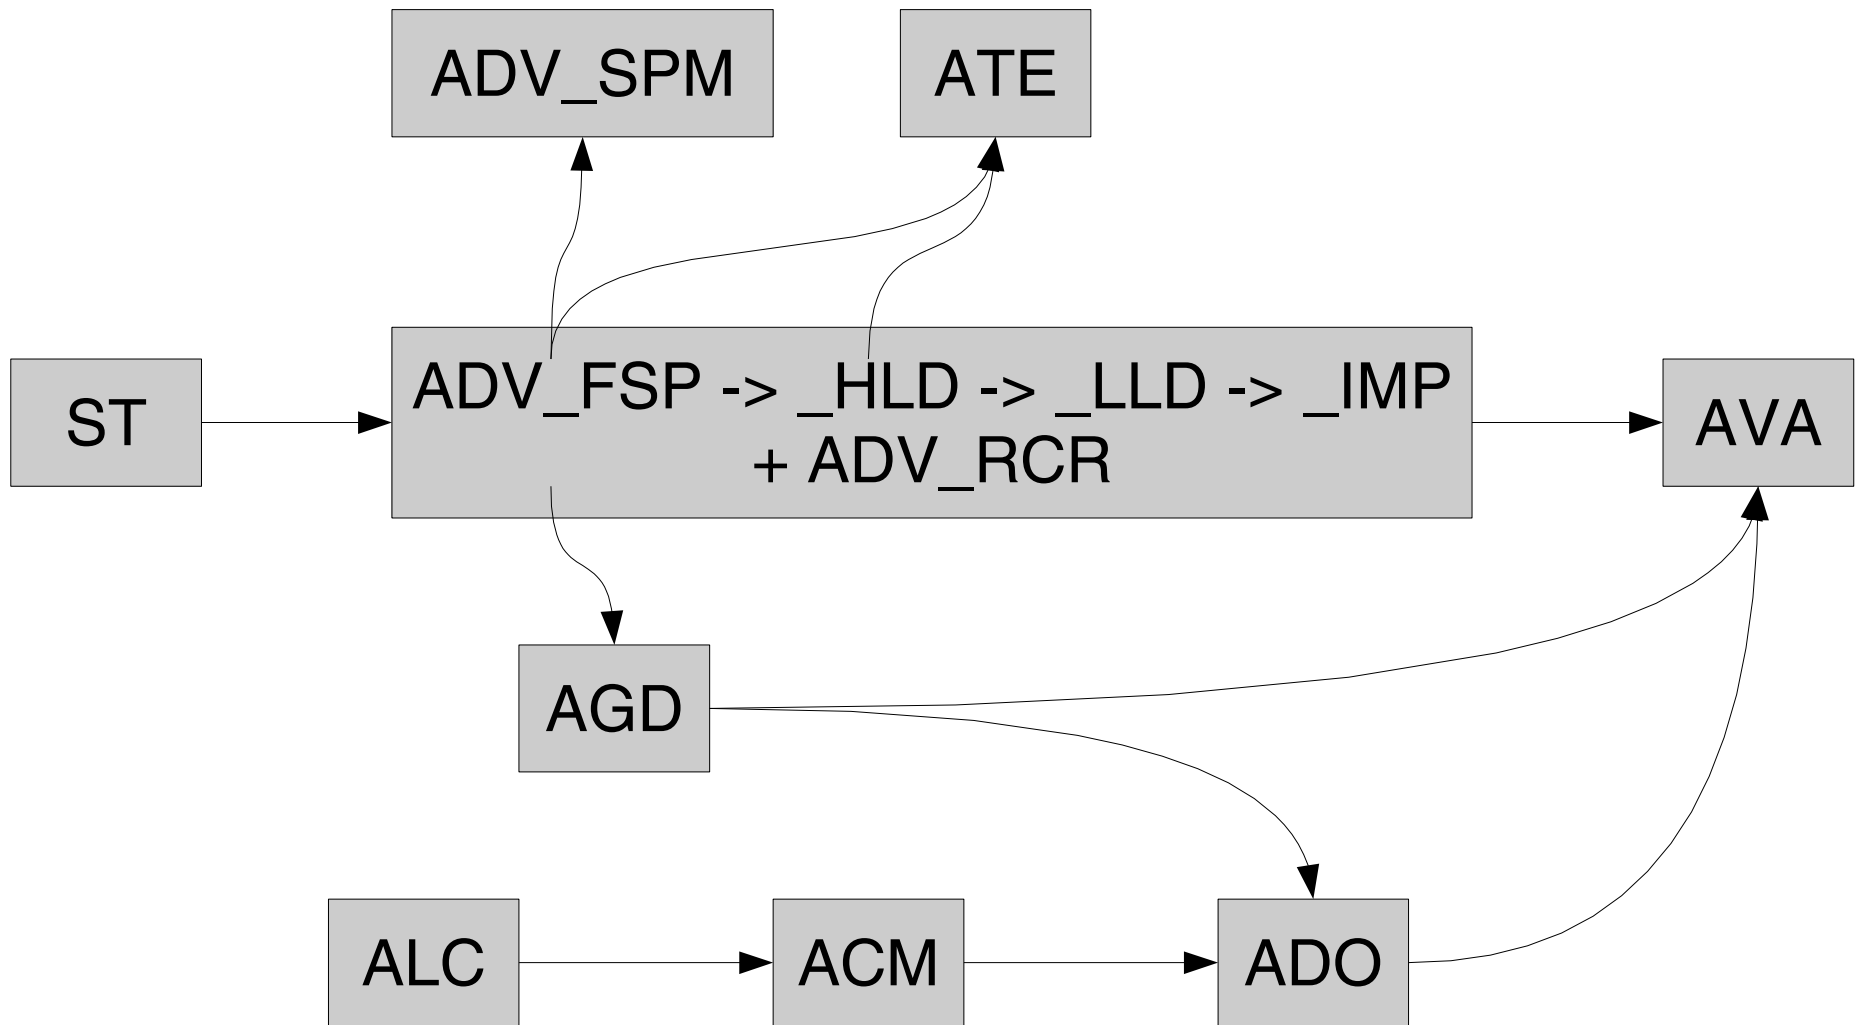 ADV_SPM
ATE
ST
ADV_FSP -> _HLD -> _LLD -> _IMP
+ ADV_RCR
AVA
AGD
ALC
ACM
ADO